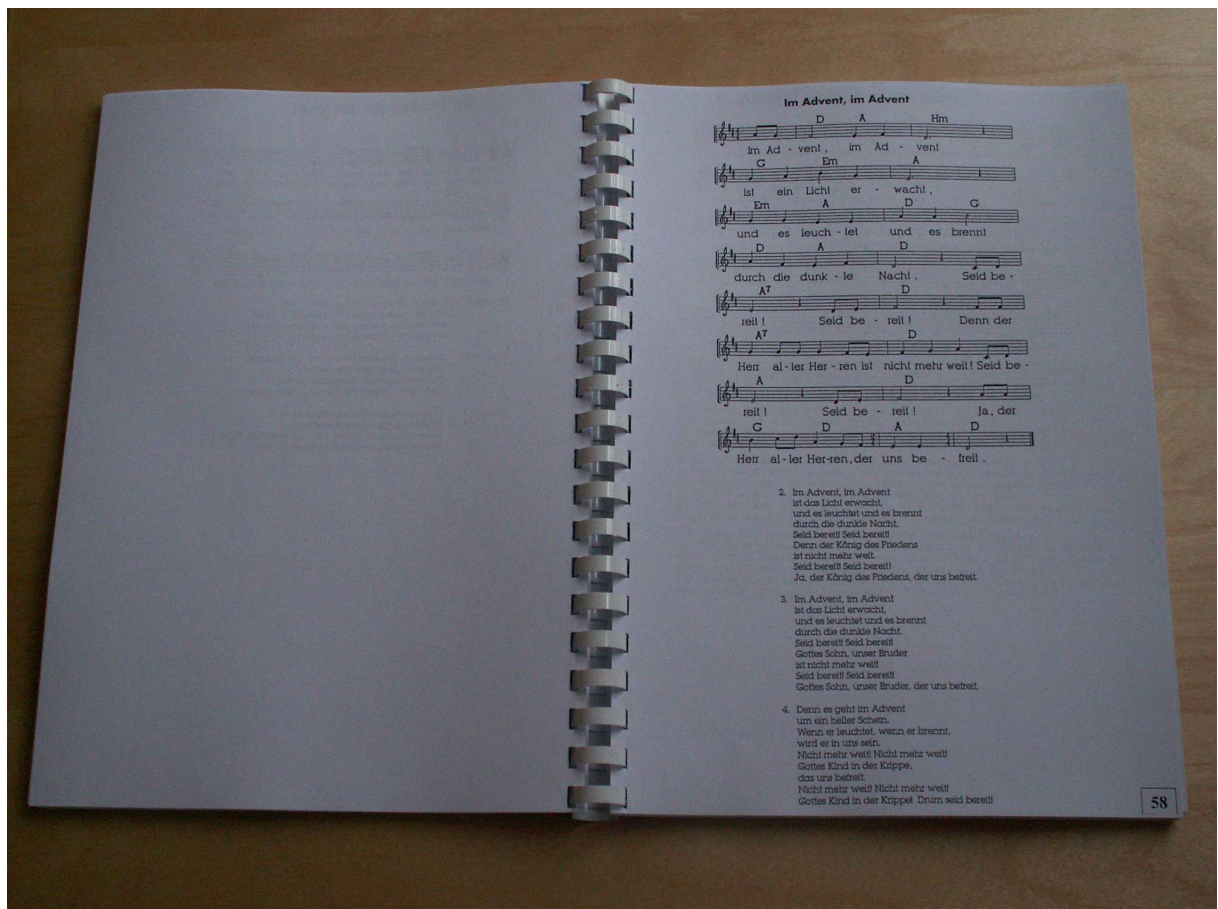 Im Advent, im Advent
D A Hm
Im Ad - vent, im Ad - vent
G Em A
ist ein Licht er - wacht,
Em A D G
und es leuch - tet und es brennt
D A D
durch die dunk - le Nacht. Seid be -
A7 D
reit! Seid be - reit! Denn der
A7 D
Herr al - ler Her - ren ist nicht mehr weit! Seid be -
A D
reit! Seid be - reit! Ja, der
G D A D
Herr al - ler Her - ren, der uns be - freit.
2. Im Advent, im Advent
ist das Licht erwacht,
und es leuchtet und es brennt
durch die dunkle Nacht.
Seid bereit! Seid bereit!
Denn der König des Friedens
ist nicht mehr weit.
Seid bereit! Seid bereit!
Ja, der König des Friedens, der uns befreit.
3. Im Advent, im Advent
ist das Licht erwacht,
und es leuchtet und es brennt
durch die dunkle Nacht.
Seid bereit! Seid bereit!
Gottes Sohn, unser Bruder
ist nicht mehr weit!
Seid bereit! Seid bereit!
Gottes Sohn, unser Bruder, der uns befreit.
4. Denn es geht im Advent
um ein heller Schein.
Wenn er leuchtet, wenn er brennt,
wird er in uns sein.
Nicht mehr weit! Nicht mehr weit!
Gottes Kind in der Krippe,
das uns befreit.
Nicht mehr weit! Nicht mehr weit!
Gottes Kind in der Krippe! Drum seid bereit!
58